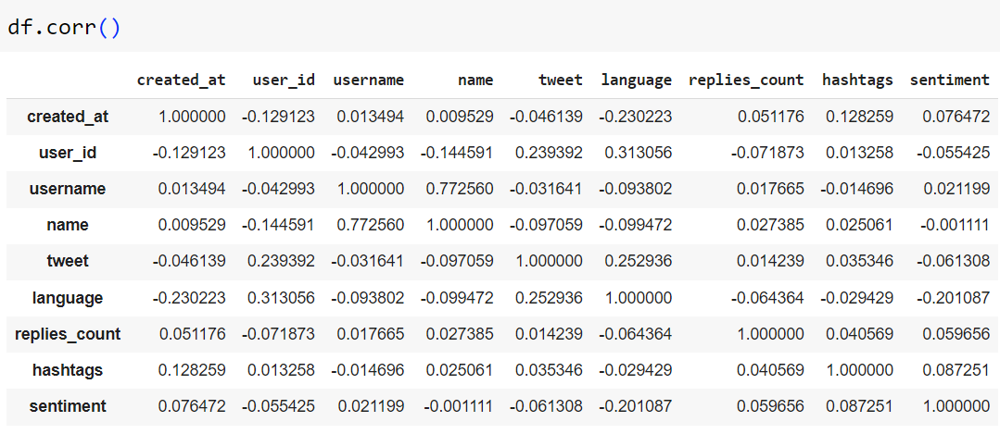 df.corr()
created_at user_id username name tweet language replies_count hashtags sentiment
created_at 1.000000 -0.129123 0.013494 0.009529 -0.046139 -0.230223 0.051176 0.128259 0.076472
user_id -0.129123 1.000000 -0.042993 -0.144591 0.239392 0.313056 -0.071873 0.013258 -0.055425
username 0.013494 -0.042993 1.000000 0.772560 -0.031641 -0.093802 0.017665 -0.014696 0.021199
name 0.009529 -0.144591 0.772560 1.000000 -0.097059 -0.099472 0.027385 0.025061 -0.001111
tweet -0.046139 0.239392 -0.031641 -0.097059 1.000000 0.252936 0.014239 0.035346 -0.061308
language -0.230223 0.313056 -0.093802 -0.099472 0.252936 1.000000 -0.064364 -0.029429 -0.201087
replies_count 0.051176 -0.071873 0.017665 0.027385 0.014239 -0.064364 1.000000 0.040569 0.059656
hashtags 0.128259 0.013258 -0.014696 0.025061 0.035346 -0.029429 0.040569 1.000000 0.087251
sentiment 0.076472 -0.055425 0.021199 -0.001111 -0.061308 -0.201087 0.059656 0.087251 1.000000